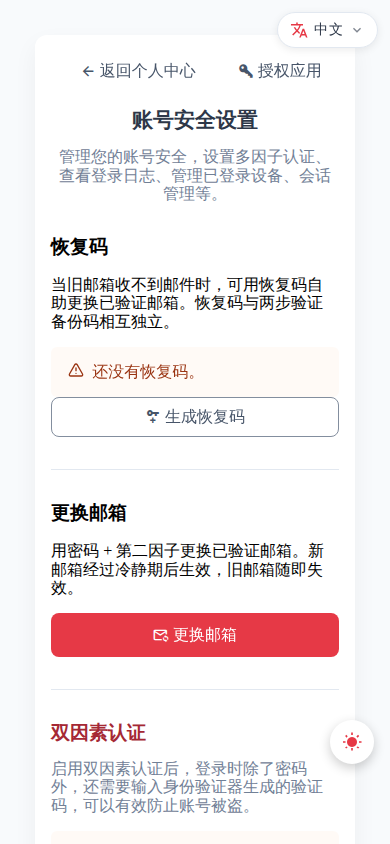 中文
返回个人中心 授权应用
账号安全设置
管理您的账号安全，设置多因子认证、
查看登录日志、管理已登录设备、会话
管理等。
恢复码
当旧邮箱收不到邮件时，可用恢复码自
助更换已验证邮箱。恢复码与两步验证
备份码相互独立。
还没有恢复码。
生成恢复码
更换邮箱
用密码 + 第二因子更换已验证邮箱。新
邮箱经过冷静期后生效，旧邮箱随即失
效。
更换邮箱
双因素认证
启用双因素认证后，登录时除了密码
外，还需要输入身份验证器生成的验证
码，可以有效防止账号被盗。